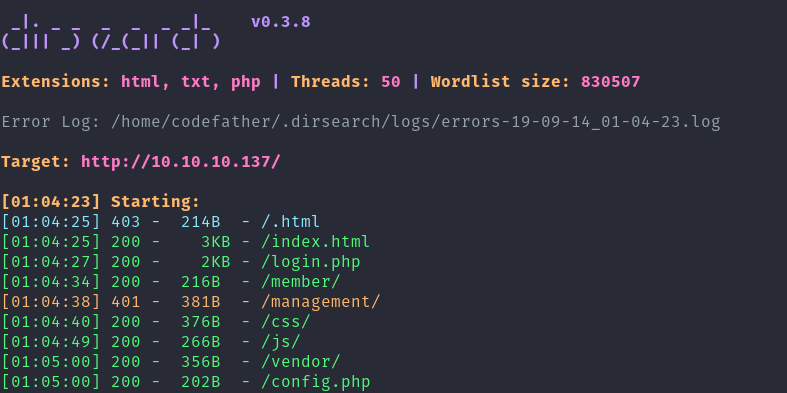 _|. _ _  _  _  _ _|_    v0.3.8
(_||| _) (/_(_|| (_| )
Extensions: html, txt, php | Threads: 50 | Wordlist size: 830507
Error Log: /home/codefather/.dirsearch/logs/errors-19-09-14_01-04-23.log
Target: http://10.10.10.137/
[01:04:23] Starting:
[01:04:25] 403 -  214B  - /.html
[01:04:25] 200 -    3KB - /index.html
[01:04:27] 200 -    2KB - /login.php
[01:04:34] 200 -  216B  - /member/
[01:04:38] 401 -  381B  - /management/
[01:04:40] 200 -  376B  - /css/
[01:04:49] 200 -  266B  - /js/
[01:05:00] 200 -  356B  - /vendor/
[01:05:00] 200 -  202B  - /config.php